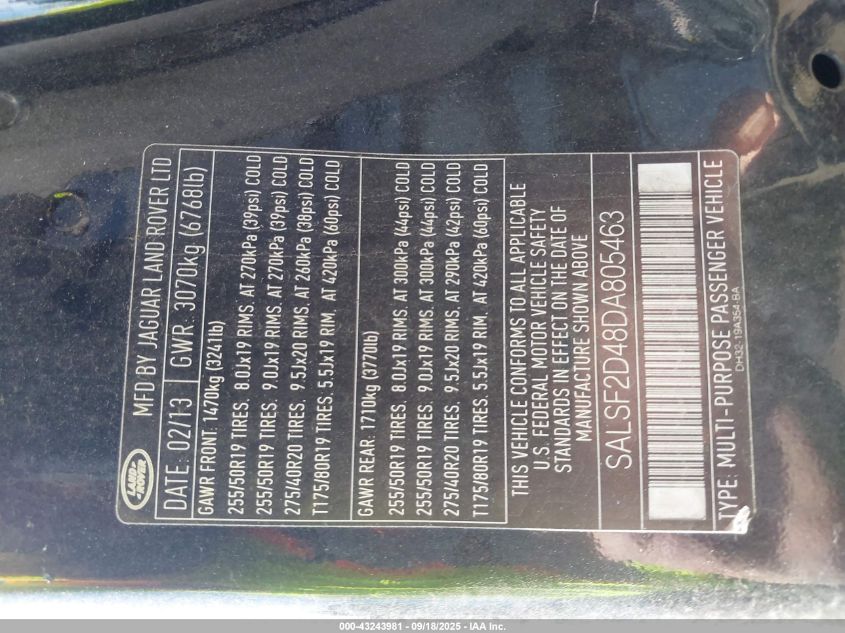 LAND ROVER
MFD BY JAGUAR LAND ROVER LTD
DATE. 02/13 GWR. 3070kg (6768lb)
GAWR FRONT. 1470kg (3241lb)
255/50R19 TIRES. 8.0Jx19 RIMS. AT 270kPa (39psi) COLD
255/50R19 TIRES. 9.0Jx19 RIMS. AT 270kPa (39psi) COLD
275/40R20 TIRES. 9.5Jx20 RIMS. AT 260kPa (38psi) COLD
T175/80R19 TIRES. 5.5Jx19 RIM. AT 420kPa (60psi) COLD
GAWR REAR. 1710kg (3770lb)
255/50R19 TIRES. 8.0Jx19 RIMS. AT 300kPa (44psi) COLD
255/50R19 TIRES. 9.0Jx19 RIMS. AT 300kPa (44psi) COLD
275/40R20 TIRES. 9.5Jx20 RIMS. AT 290kPa (42psi) COLD
T175/80R19 TIRES. 5.5Jx19 RIM. AT 420kPa (60psi) COLD
THIS VEHICLE CONFORMS TO ALL APPLICABLE
U.S. FEDERAL MOTOR VEHICLE SAFETY
STANDARDS IN EFFECT ON THE DATE OF
MANUFACTURE SHOWN ABOVE
SALSF2D48DA805463
TYPE: MULTI-PURPOSE PASSENGER VEHICLE
DH32-19A354-BA
000-43243981 - 09/18/2025 - IAA Inc.